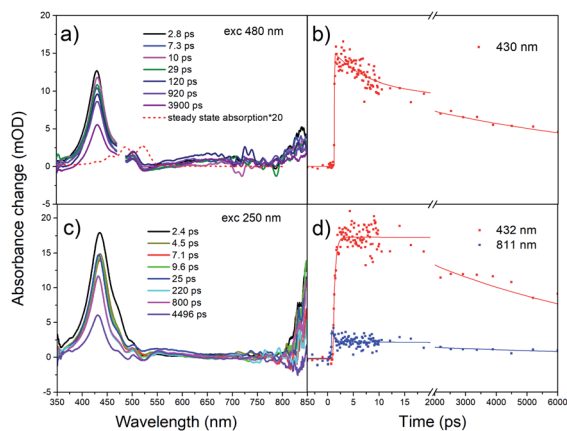 Absorbance change (mOD)
20
15
10
5
0
-5
a)
exc 480 nm
2.8 ps
7.3 ps
10 ps
29 ps
120 ps
920 ps
3900 ps
steady state absorption*20
b)
430 nm
20
15
10
5
0
-5
c)
exc 250 nm
2.4 ps
4.5 ps
7.1 ps
9.6 ps
25 ps
220 ps
800 ps
4496 ps
d)
432 nm
811 nm
350 400 450 500 550 600 650 700 750 800
0 5 10 2000 4000 6000
Wavelength (nm)
Time (ps)